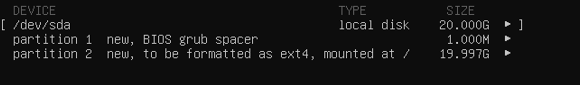 DEVICE TYPE SIZE
[ /dev/sda local disk 20.000G ▸ ]
partition 1 new, BIOS grub spacer 1.000M ▸
partition 2 new, to be formatted as ext4, mounted at / 19.997G ▸